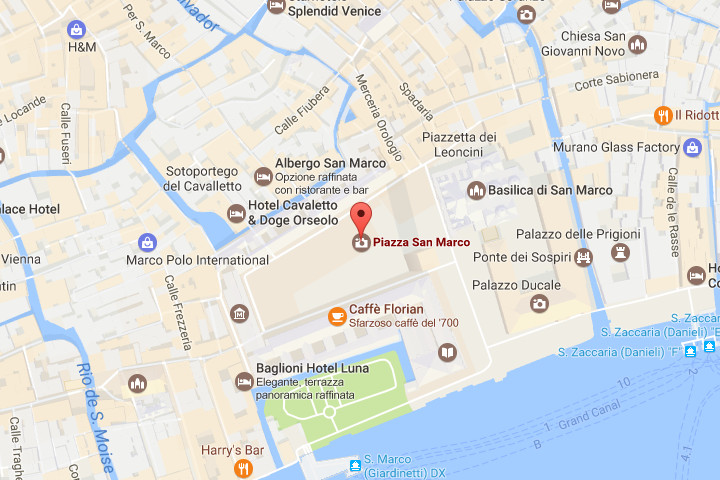 Splendid Venice
H&M
Per S. Marco
Chiesa San
Giovanni Novo
Corte Sabionera
Locande
Calle Fuseri
Calle Fiubera
Merceria Orologio
Spadaria
Il Ridott
Piazzetta dei
Leoncini
Murano Glass Factory
Albergo San Marco
Opzione raffinata
con ristorante e bar
Sotoportego
del Cavalletto
Basilica di San Marco
Calle de le Rasse
Hotel Cavaletto
& Doge Orseolo
alace Hotel
Piazza San Marco
Palazzo delle Prigioni
Vienna
Marco Polo International
Ponte dei Sospiri
Palazzo Ducale
Calle Frezzeria
Caffè Florian
Sfarzoso caffé del '700
S. Zaccaria
S. Zaccaria (Danieli)
S. Zaccaria (Danieli) "F"
Baglioni Hotel Luna
Elegante, terrazza
panoramica raffinata
Rio de S. Moise
10
Grand Canal
B 1
4.1
Calle Traghe
Harry's Bar
S. Marco
(Giardinetti) DX